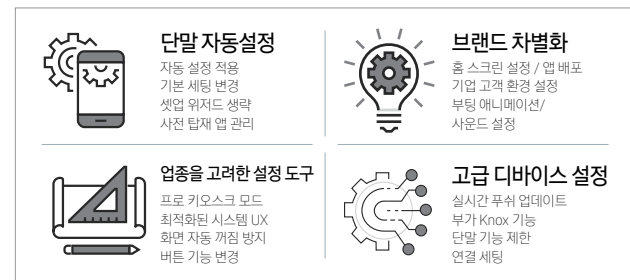 단말 자동설정
자동 설정 적용
기본 세팅 변경
셋업 위저드 생략
사전 탑재 앱 관리
브랜드 차별화
홈 스크린 설정 / 앱 배포
기업 고객 환경 설정
부팅 애니메이션/
사운드 설정
업종을 고려한 설정 도구
프로 키오스크 모드
최적화된 시스템 UX
화면 자동 꺼짐 방지
버튼 기능 변경
고급 디바이스 설정
실시간 푸쉬 업데이트
부가 Knox 기능
단말 기능 제한
연결 세팅